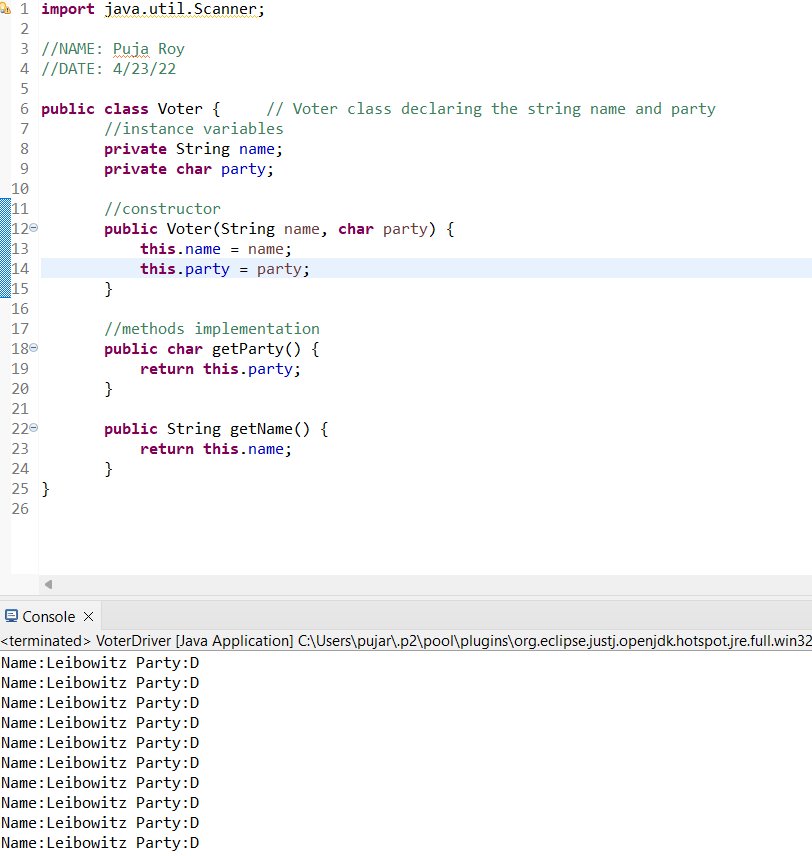 1 import java.util.Scanner;
2
3 //NAME: Puja Roy
4 //DATE: 4/23/22
5
6 public class Voter {     // Voter class declaring the string name and party
7        //instance variables
8        private String name;
9        private char party;
10
11        //constructor
12        public Voter(String name, char party) {
13            this.name = name;
14            this.party = party;
15        }
16
17        //methods implementation
18        public char getParty() {
19            return this.party;
20        }
21
22        public String getName() {
23            return this.name;
24        }
25 }
26
Console
<terminated> VoterDriver [Java Application] C:\Users\pujar\.p2\pool\plugins\org.eclipse.justj.openjdk.hotspot.jre.full.win32
Name:Leibowitz Party:D
Name:Leibowitz Party:D
Name:Leibowitz Party:D
Name:Leibowitz Party:D
Name:Leibowitz Party:D
Name:Leibowitz Party:D
Name:Leibowitz Party:D
Name:Leibowitz Party:D
Name:Leibowitz Party:D
Name:Leibowitz Party:D